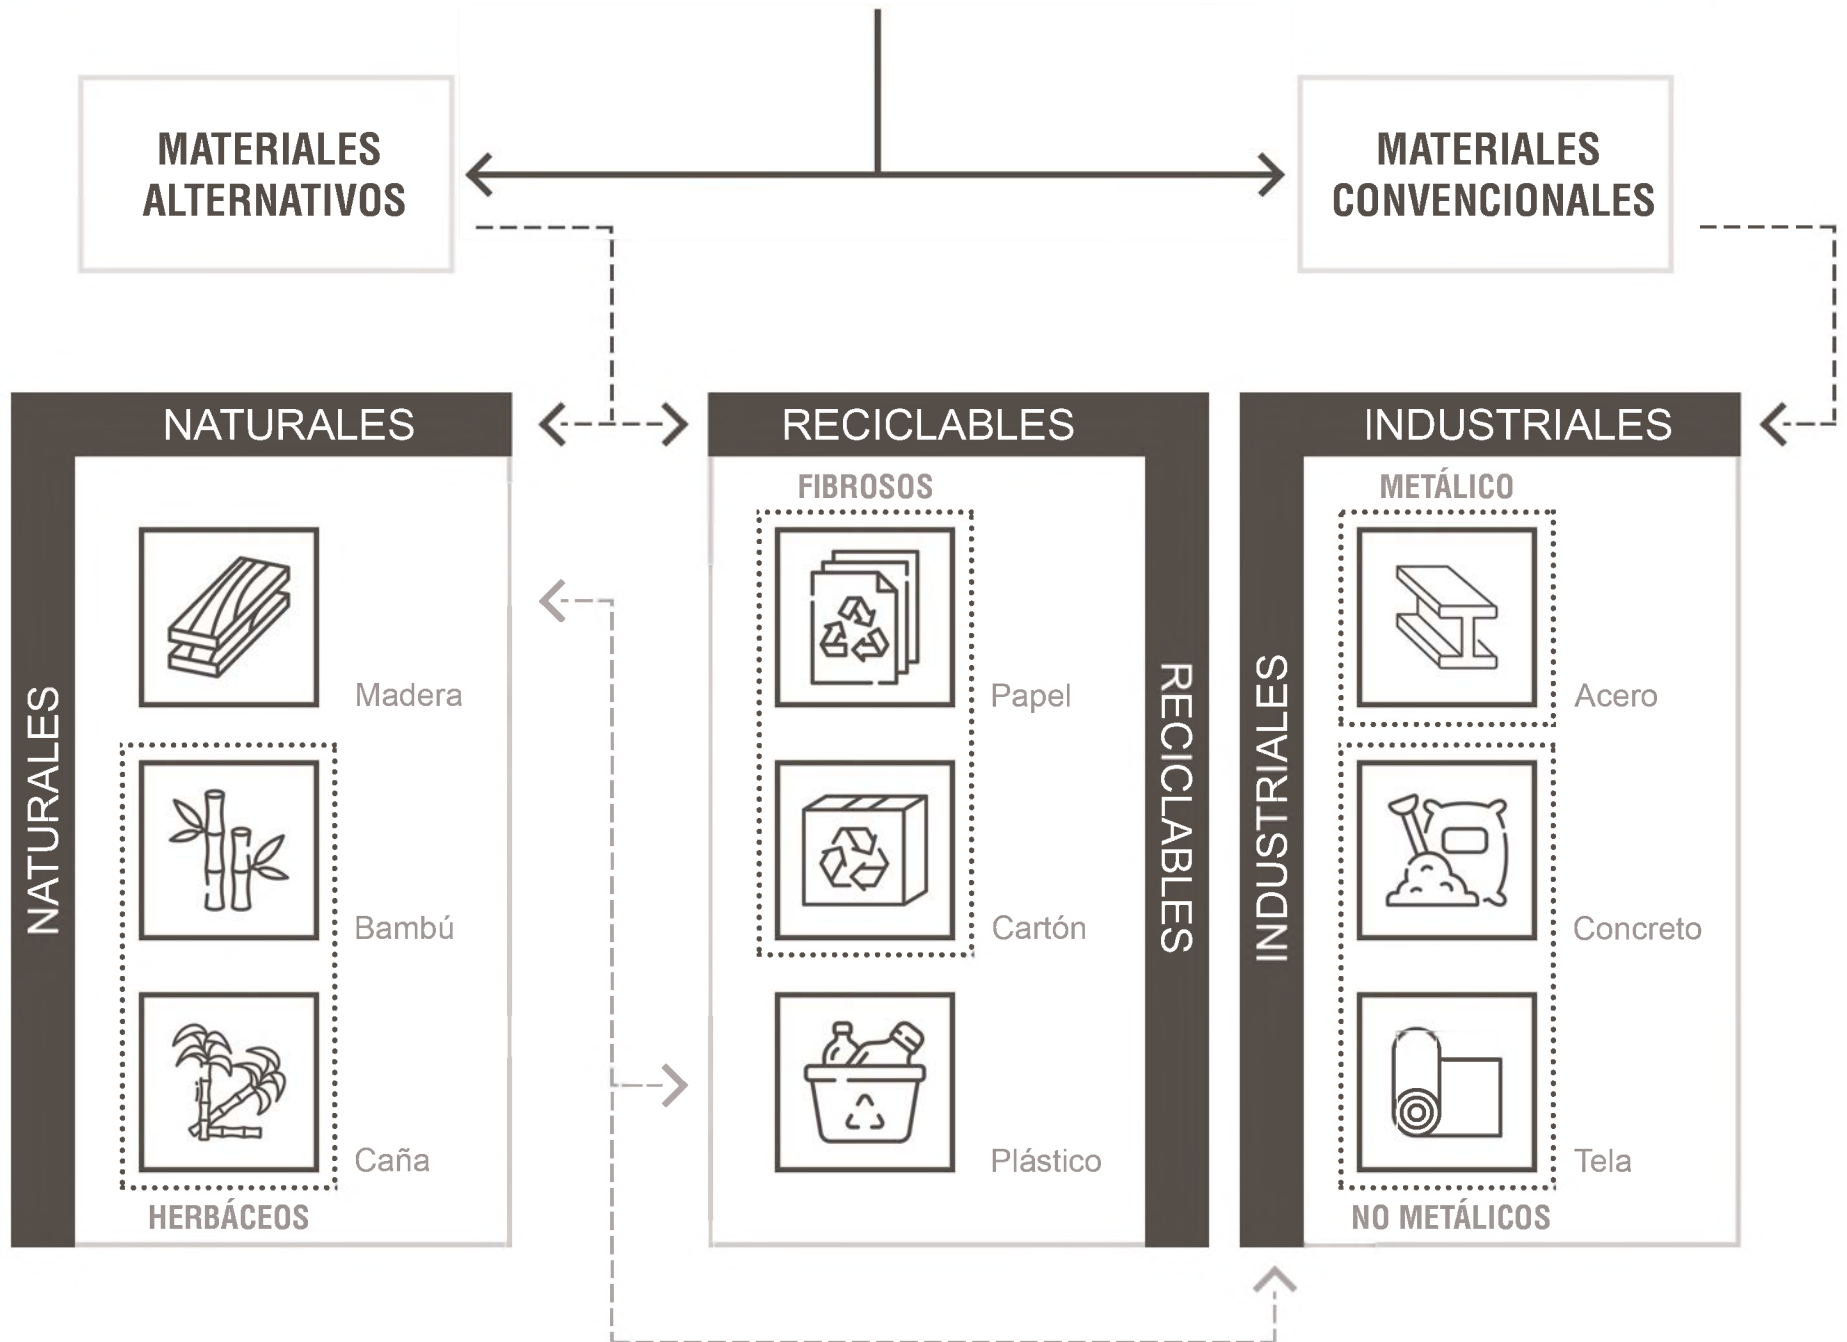 MATERIALES
ALTERNATIVOS
MATERIALES
CONVENCIONALES
NATURALES
NATURALES
Madera
Bambú
Caña
HERBÁCEOS
RECICLABLES
FIBROSOS
Papel
Cartón
Plástico
RECICLABLES
INDUSTRIALES
INDUSTRIALES
METÁLICO
Acero
Concreto
Tela
NO METÁLICOS